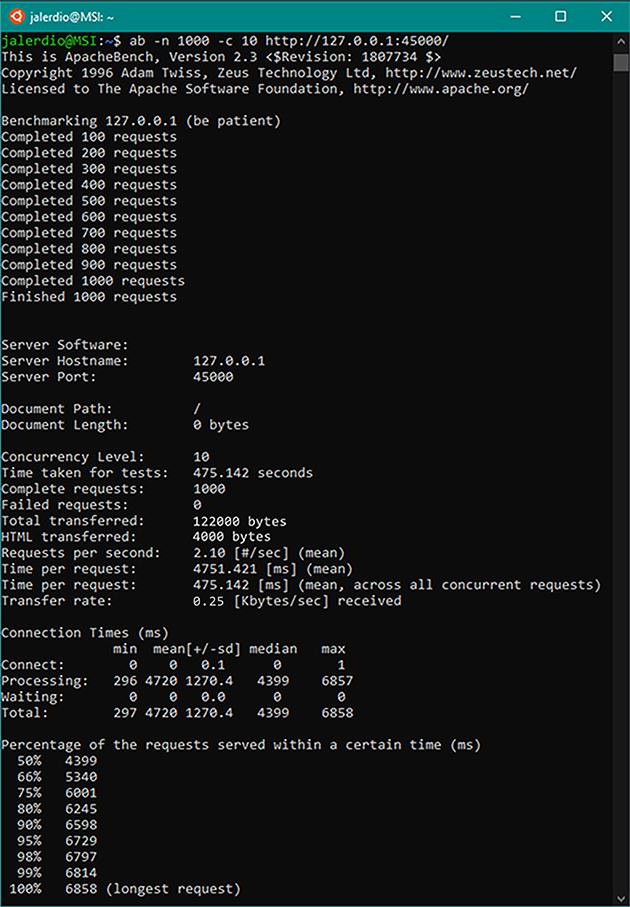 jalerdio@MSI: ~
jalerdio@MSI:~$ ab -n 1000 -c 10 http://127.0.0.1:45000/
This is ApacheBench, Version 2.3 <$Revision: 1807734 $>
Copyright 1996 Adam Twiss, Zeus Technology Ltd, http://www.zeustech.net/
Licensed to The Apache Software Foundation, http://www.apache.org/

Benchmarking 127.0.0.1 (be patient)
Completed 100 requests
Completed 200 requests
Completed 300 requests
Completed 400 requests
Completed 500 requests
Completed 600 requests
Completed 700 requests
Completed 800 requests
Completed 900 requests
Completed 1000 requests
Finished 1000 requests

Server Software:
Server Hostname:        127.0.0.1
Server Port:            45000

Document Path:          /
Document Length:        0 bytes

Concurrency Level:      10
Time taken for tests:   475.142 seconds
Complete requests:      1000
Failed requests:        0
Total transferred:      122000 bytes
HTML transferred:       4000 bytes
Requests per second:    2.10 [#/sec] (mean)
Time per request:       4751.421 [ms] (mean)
Time per request:       475.142 [ms] (mean, across all concurrent requests)
Transfer rate:          0.25 [Kbytes/sec] received

Connection Times (ms)
              min  mean[+/-sd] median   max
Connect:        0    0   0.1      0       1
Processing:   296 4720 1270.4   4399    6857
Waiting:        0    0   0.0      0       0
Total:        297 4720 1270.4   4399    6858

Percentage of the requests served within a certain time (ms)
  50%   4399
  66%   5340
  75%   6001
  80%   6245
  90%   6598
  95%   6729
  98%   6797
  99%   6814
 100%   6858 (longest request)